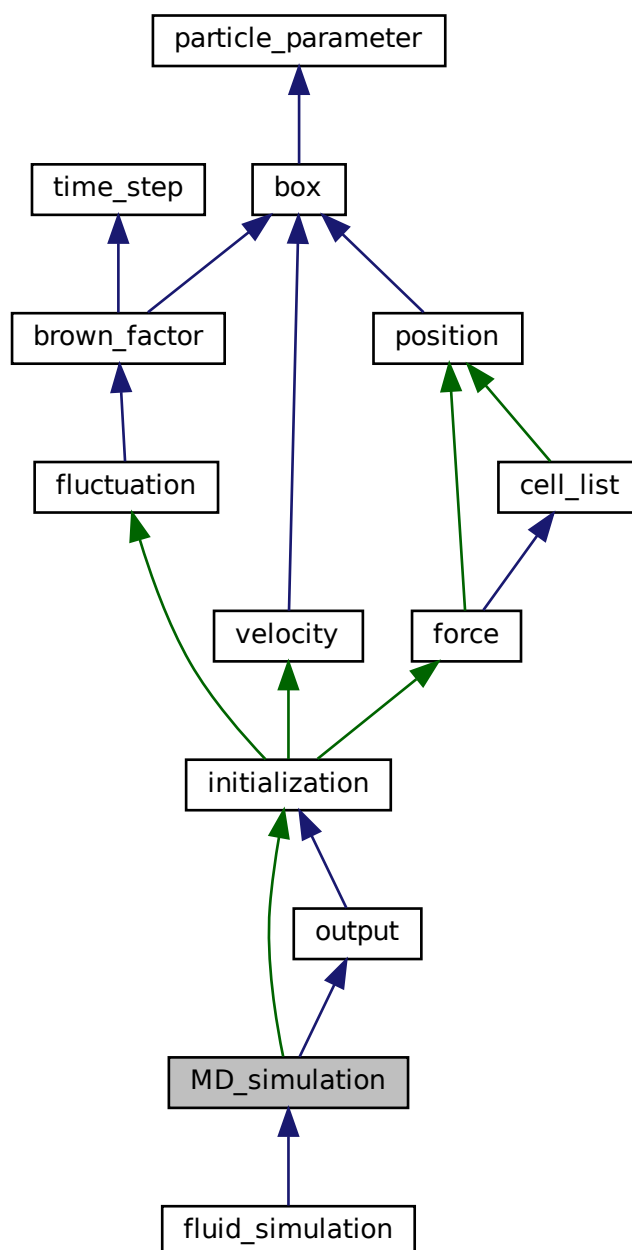 particle_parameter
time_step
box
brown_factor
position
fluctuation
cell_list
velocity
force
initialization
output
MD_simulation
fluid_simulation